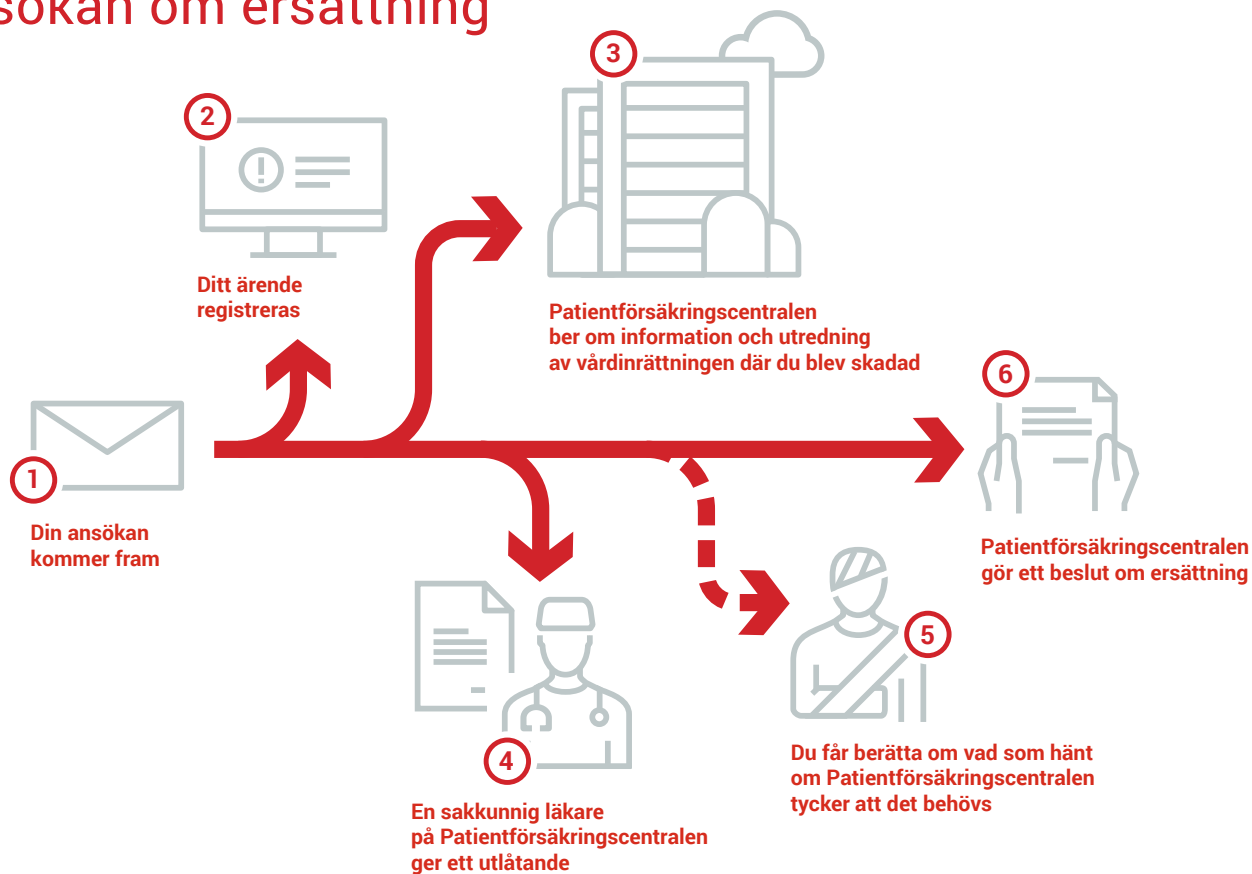 sökan om ersättning
1
Din ansökan
kommer fram
2
Ditt ärende
registreras
3
Patientförsäkringscentralen
ber om information och utredning
av vårdinrättningen där du blev skadad
4
En sakkunnig läkare
på Patientförsäkringscentralen
ger ett utlåtande
5
Du får berätta om vad som hänt
om Patientförsäkringscentralen
tycker att det behövs
6
Patientförsäkringscentralen
gör ett beslut om ersättning